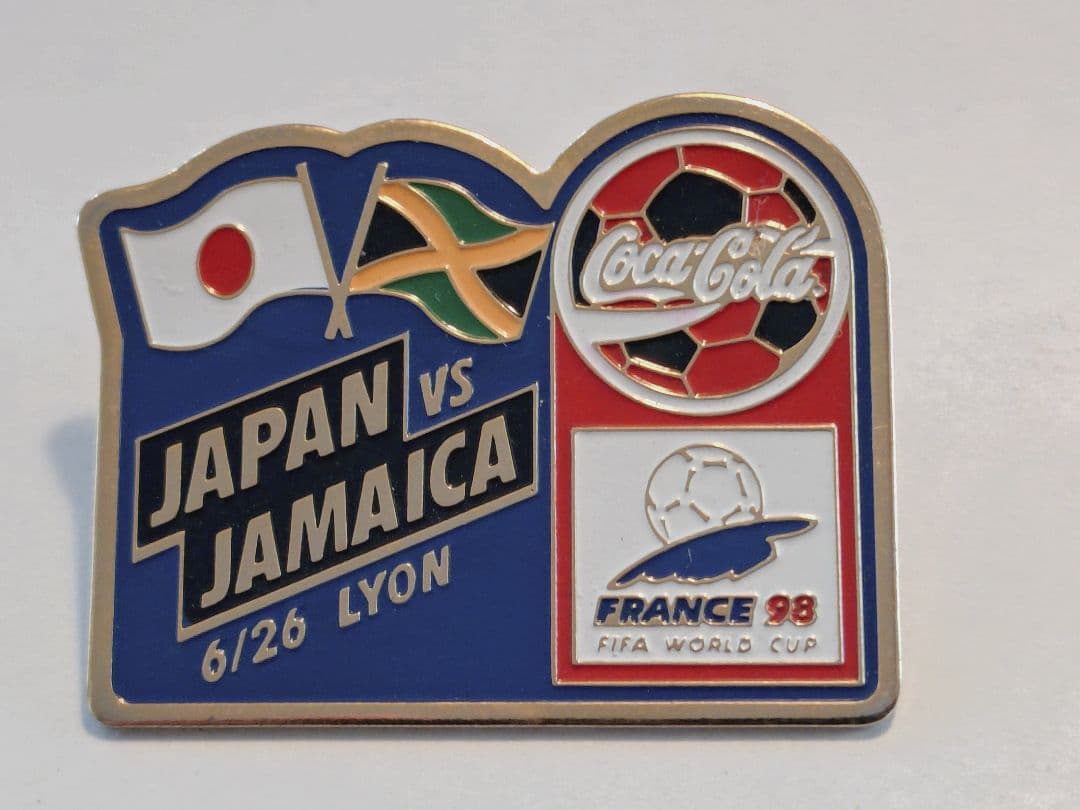 JAPAN
VS
JAMAICA
6/26 LYON
Coca-Cola
FRANCE 98
FIFA WORLD CUP